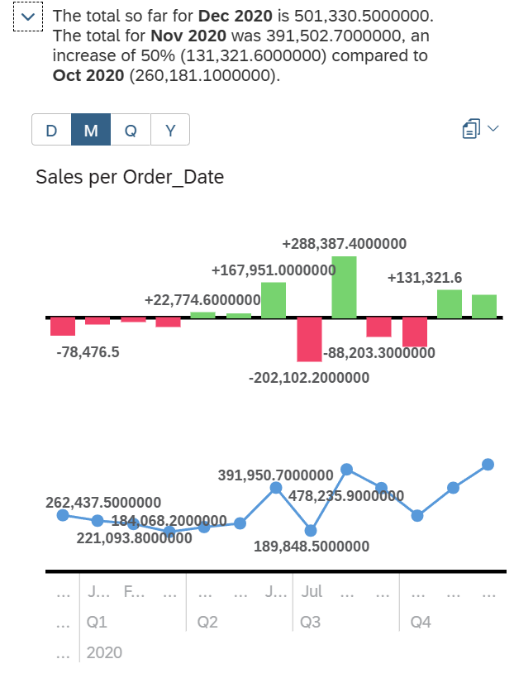 The total so far for Dec 2020 is 501,330.5000000.
The total for Nov 2020 was 391,502.7000000, an
increase of 50% (131,321.6000000) compared to
Oct 2020 (260,181.1000000).
D M Q Y
Sales per Order_Date
+288,387.4000000
+167,951.0000000
+131,321.6
+22,774.6000000
-78,476.5
-88,203.3000000
-202,102.2000000
391,950.7000000
478,235.9000000
262,437.5000000
184,068.2000000
221,093.8000000
189,848.5000000
... J... F... ... ... ... J... Jul ... ... ... ... ...
... Q1 Q2 Q3 Q4
... 2020